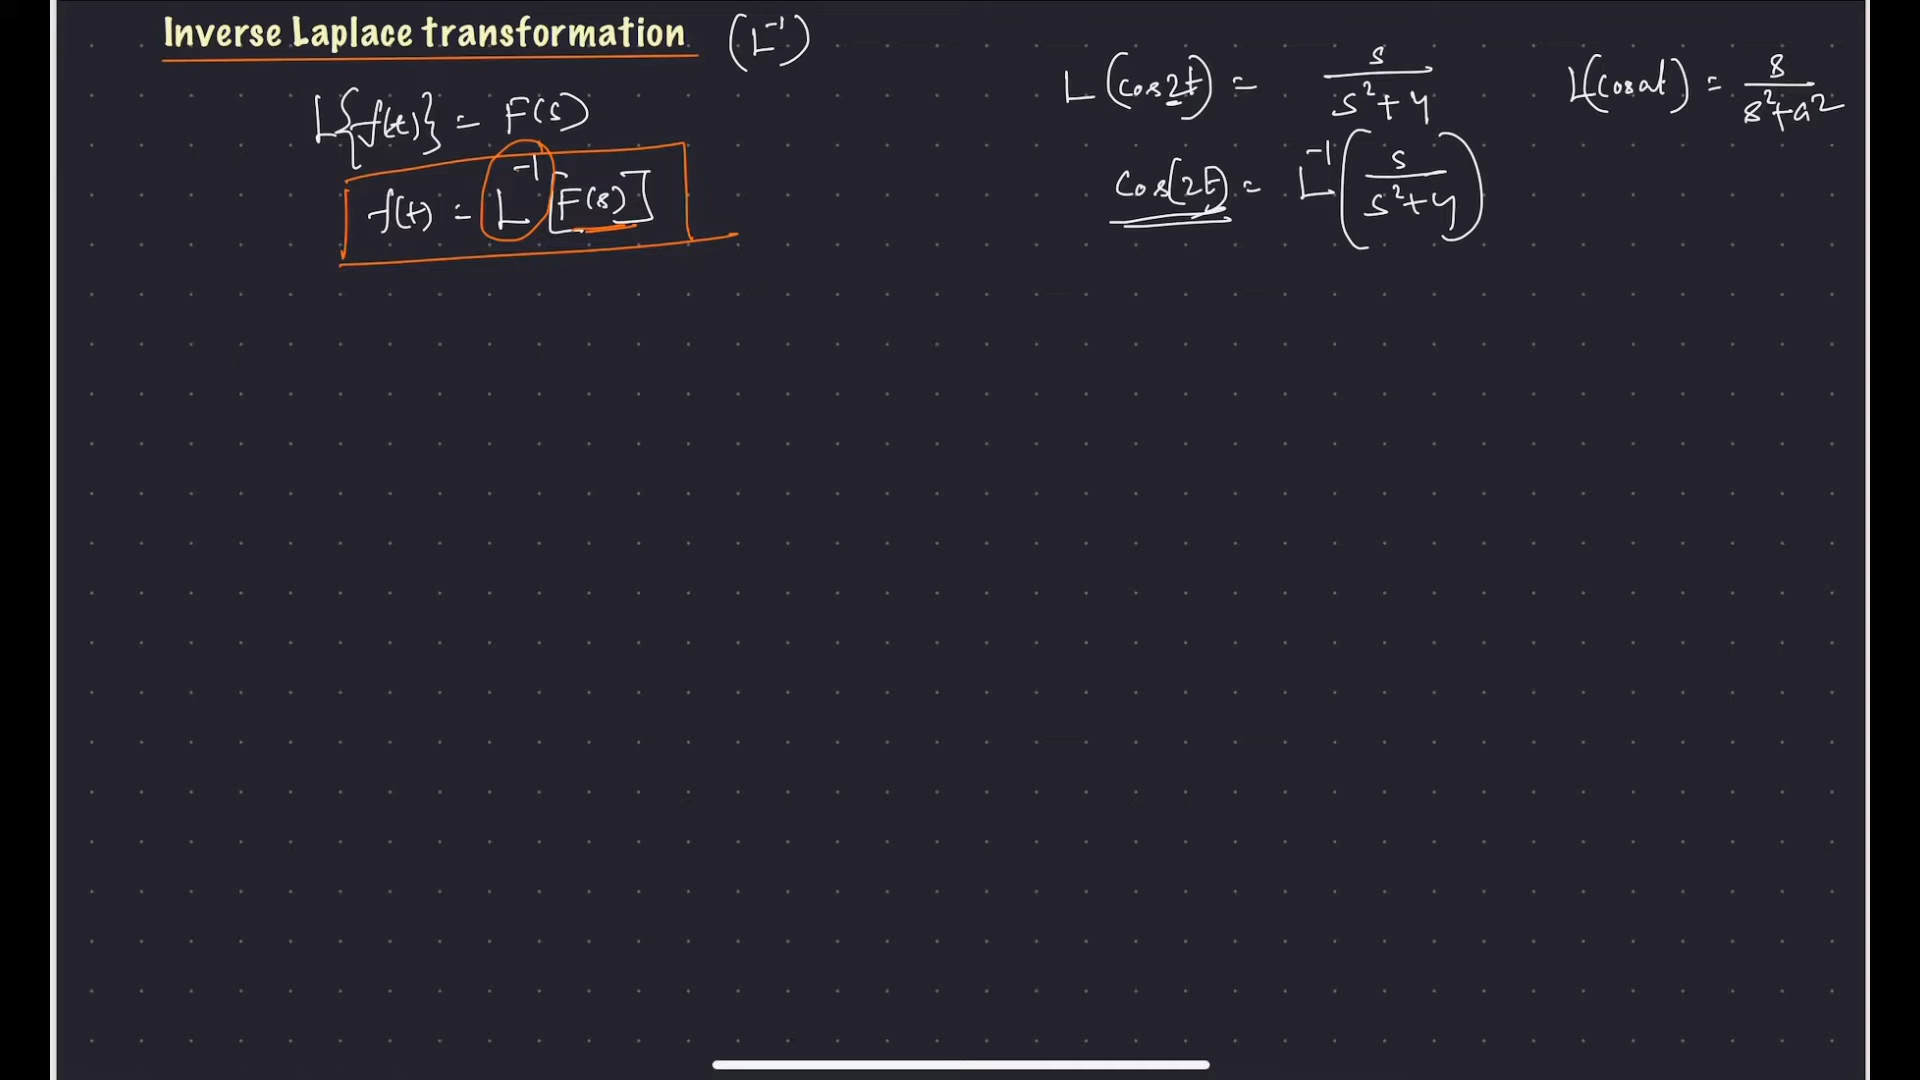 Inverse Laplace transformation (L⁻¹)
L{f(t)} = F(s)
f(t) = L⁻¹[F(s)]
L(cos2t) = s/(s²+4)
L(cosat) = s/(s²+a²)
cos(2t) = L⁻¹(s/(s²+4))